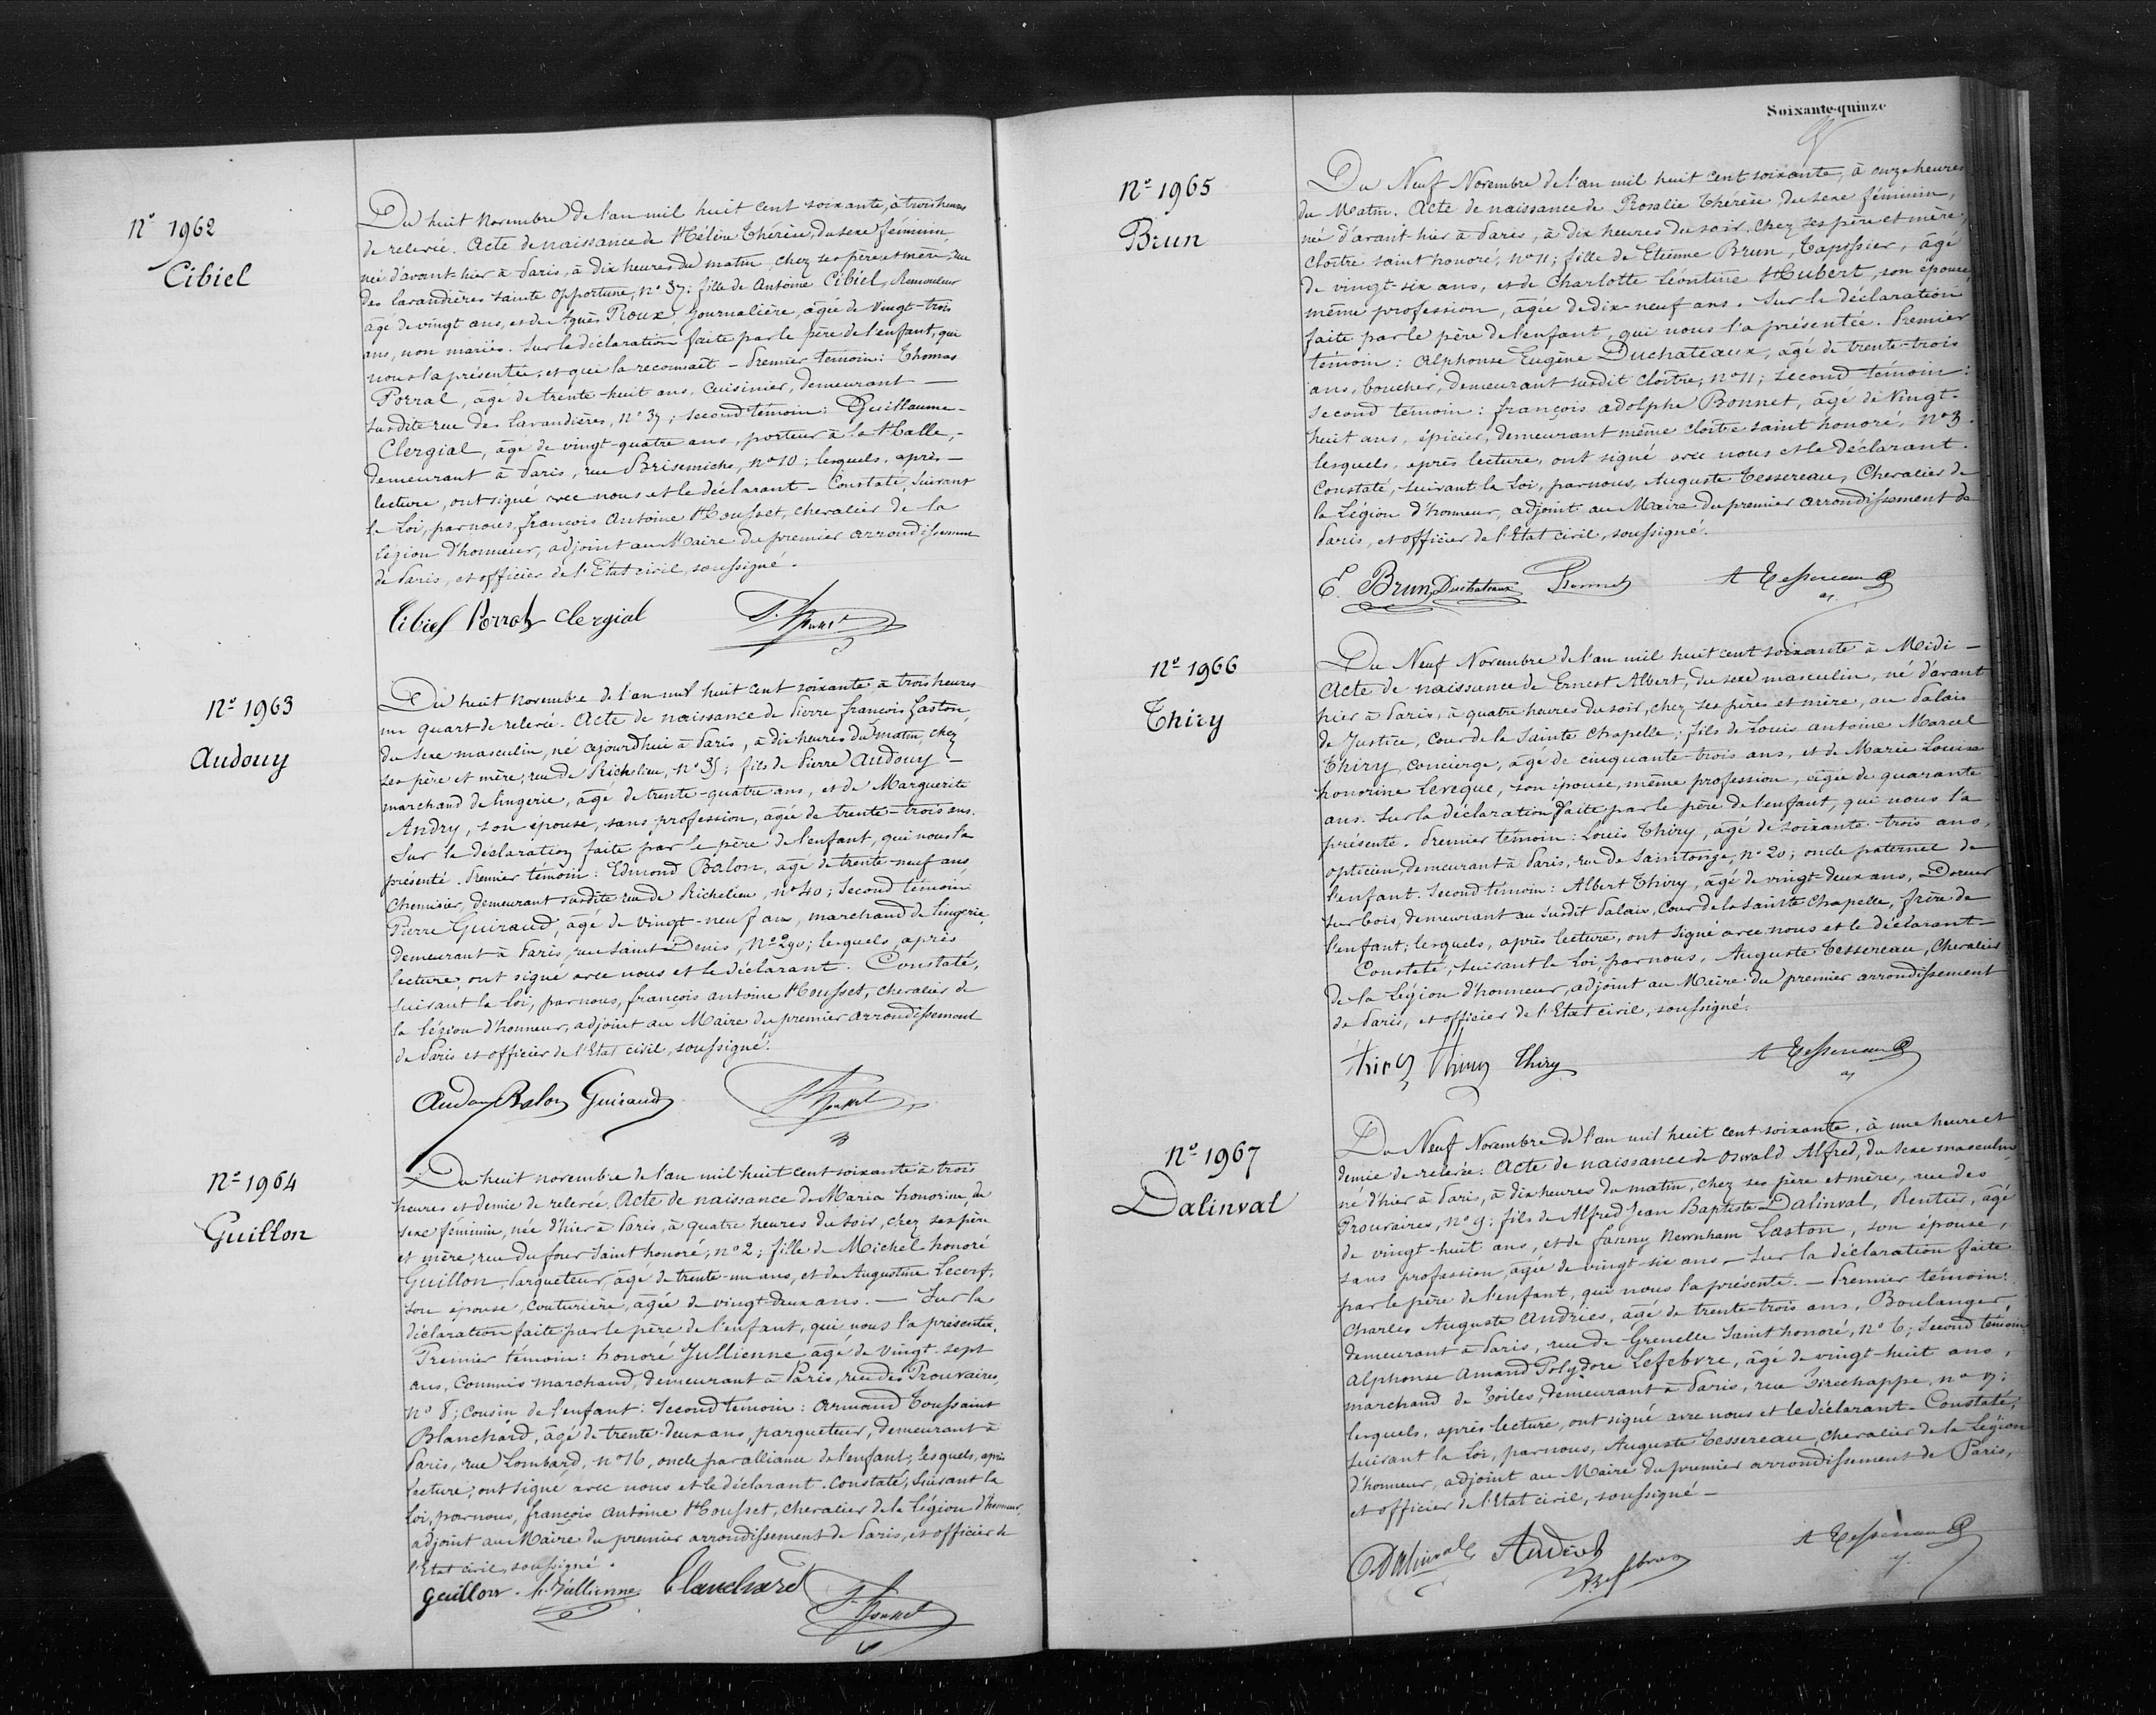 N° 1962
Cibiel
Du huit Novembre de l'an mil huit cent soixante, à trois heures
de relevée. Acte de naissance de Hélène Thérèse, du sexe féminin,
née d'avant-hier à Paris, à dix heures du matin, chez ses père et mère, rue
des Lavandières sainte Opportune, n° 37; fille de Antoine Cibiel, Remouleur
âgé de vingt ans, et de Agnès Roux, Journalière, âgée de vingt-trois
ans, non mariés. Sur la déclaration faite par le père de l'enfant, qui
nous la présentée, et qui la reconnait - Premier témoin: Thomas
Porral, âgé de trente-huit ans, Cuisinier, demeurant -
susdite rue des Lavandières, N° 37; second témoin: Guillaume-
Clergial, âgé de vingt-quatre ans, porteur à la Halle,-
demeurant à Paris, rue Brisemiche, n° 10; lesquels, après -
lecture, ont signé avec nous et le déclarant - Constaté, suivant
la Loi, par nous, françois Antoine Housset, chevalier de la
légion d'honneur, adjoint au Maire du premier arrondissement
de Paris, et officier de l'Etat civil, soussigné.
Cibiel Porral Clergial
N° 1963
Audouy
Du huit novembre de l'an mil huit cent soixante à trois heures
un quart de relevée. Acte de naissance de Pierre françois Gaston,
du sexe masculin, né cejourdhui à Paris, à dix heures du matin, chez
ses père et mère, rue de Richelieu, N° 35; fils de Pierre Audouy -
marchand de lingerie, âgé de trente-quatre ans, et de Marguerite
Andry, son épouse, sans profession, âgée de trente-trois ans.
Sur la déclaration faite par le père de l'enfant, qui nous l'a
présenté. Premier témoin: Edmond Balon, âgé de trente-neuf ans
Chemisier, demeurant susdite rue de Richelieu, n° 40; Second témoin
Pierre Guiraud, âgé de vingt-neuf ans, marchand de lingerie,
demeurant à Paris, rue Saint-Denis, N° 290; lesquels, après
lecture, ont signé avec nous et le déclarant. Constaté,
suivant la loi, par nous, françois antoine Housset, chevalier de
la légion d'honneur, adjoint au Maire du premier arrondissement
de Paris et officier de l'Etat civil, soussigné.
Audouy Balon Guiraud
N° 1964
Guillon
Du huit novembre de l'an mil huit cent soixante à trois
heures et demie de relevée. Acte de naissance de Maria honorine, du
sexe féminin, née d'hier à Paris, à quatre heures du soir, chez ses père
et mère, rue du four saint honoré, n° 2; fille de Michel honoré
Guillon, Parqueteur, âgé de trente-un ans, et de Augustine Lecerf,
son épouse, couturière, âgée de vingt-deux ans. - Sur la
déclaration faite par le père de l'enfant, qui nous l'a présentée.
Premier témoin: honoré Jullienne âgé de vingt-sept
ans, Commis marchand, demeurant à Paris, rue des Prouvaires,
N° 8; Cousin de l'enfant: Second témoin: Armand Toussaint
Blanchard, âgé de trente-deux ans, parqueteur, demeurant à
Paris, rue Lombard, n° 16, oncle par alliance de l'enfant, lesquels, après
lecture, ont signé avec nous et le déclarant. Constaté, suivant la
loi, par nous, françois Antoine Housset, chevalier de la légion d'honneur,
adjoint au Maire du premier arrondissement de Paris, et officier de
l'Etat civil, soussigné.
Guillon h. Jullienne Blanchard
Soixante-quinze
N° 1965
Brun
Du Neuf Novembre de l'an mil huit cent soixante, à onze heures
du Matin. Acte de naissance de Rosalie Thérèse du sexe féminin,
né d'avant-hier à Paris, à dix heures du soir, chez ses père et mère,
cloître saint honoré, n° 11; fille de Etienne Brun, Tapissier, âgé
de vingt-six ans, et de Charlotte Léontine Hubert, son épouse,
même profession, âgée de dix-neuf ans. Sur la déclaration
faite par le père de l'enfant, qui nous l'a présentée. Premier
témoin: Alphonse Eugène Duchateaux, âgé de trente-trois
ans, boucher, demeurant susdit cloître, n° 11; second témoin:
second témoin: françois adolphe Bonnet, âgé de vingt-
huit ans, épicier, demeurant même cloître saint honoré, N° 3.
lesquels, après lecture, ont signé avec nous et le déclarant.
Constaté, suivant la Loi, par nous, Auguste Tessereau, Chevalier de
la Légion d'honneur, adjoint au Maire du premier arrondissement de
Paris, et officier de l'Etat civil, soussigné.
E. Brun Duchateaux Bonnet A Tessereau
N° 1966
Thiry
Du Neuf Novembre de l'an mil huit cent soixante à Midi -
Acte de naissance de Ernest Albert, du sexe masculin, né d'avant
hier à Paris, à quatre heures du soir, chez ses pères et mère, au Palais
de Justice, Cour de la Sainte Chapelle; fils de Louis antoine Marcel
Thiry, concierge, âgé de cinquante-trois ans, et de Marie Louise
honorine Leveque, son épouse, même profession, âgée de quarante
ans. Sur la déclaration faite par le père de l'enfant, qui nous l'a
présenté. Premier témoin: Louis Thiry, âgé de soixante-trois ans,
opticien, demeurant à Paris, rue de Saintonge, n° 20; oncle paternel de
l'enfant. Second témoin: Albert Thiry, âgé de vingt-deux ans, Doreur
sur bois, demeurant au susdit Palais, Cour de la Sainte Chapelle, frère de
l'enfant; lesquels, après lecture, ont signé avec nous et le déclarant -
Constaté, suivant la loi, par nous, Auguste Tessereau, Chevalier
de la Légion d'honneur, adjoint au Maire du premier arrondissement
de Paris, et officier de l'Etat civil, soussigné.
Thiry Thiry Thiry A Tessereau
N° 1967
Dalinval
Du Neuf Novembre de l'an mil huit cent soixante, à une heure et
demie de relevée. Acte de naissance de Oswald Alfred, du sexe masculin
né d'hier à Paris, à dix heures du matin, chez ses père et mère, rue des
Prouvaires, n° 9; fils de Alfred Jean Baptiste Dalinval, Rentier, âgé
de vingt-huit ans, et de fanny Newnham Laston, son épouse,
sans profession, âgée de vingt-six ans - Sur la déclaration faite
par le père de l'enfant, qui nous la présenté. - Premier témoin:
Charles Auguste Andries, âgé de trente-trois ans, Boulanger,
demeurant à Paris, rue de Grenelle Saint honoré, N° 6; Second témoin:
Alphonse Amand Polydore Lefebvre, âgé de vingt-huit ans,
marchand de toiles, demeurant à Paris, rue Tirechappe, n° 17;
lesquels, après lecture, ont signé avec nous et le déclarant - Constaté,
suivant la Loi, par nous, Auguste Tessereau, chevalier de la Légion
d'honneur, adjoint au Maire du premier arrondissement de Paris,
et officier de l'Etat civil, soussigné -
Dalinval Andries Lefebvre A Tessereau